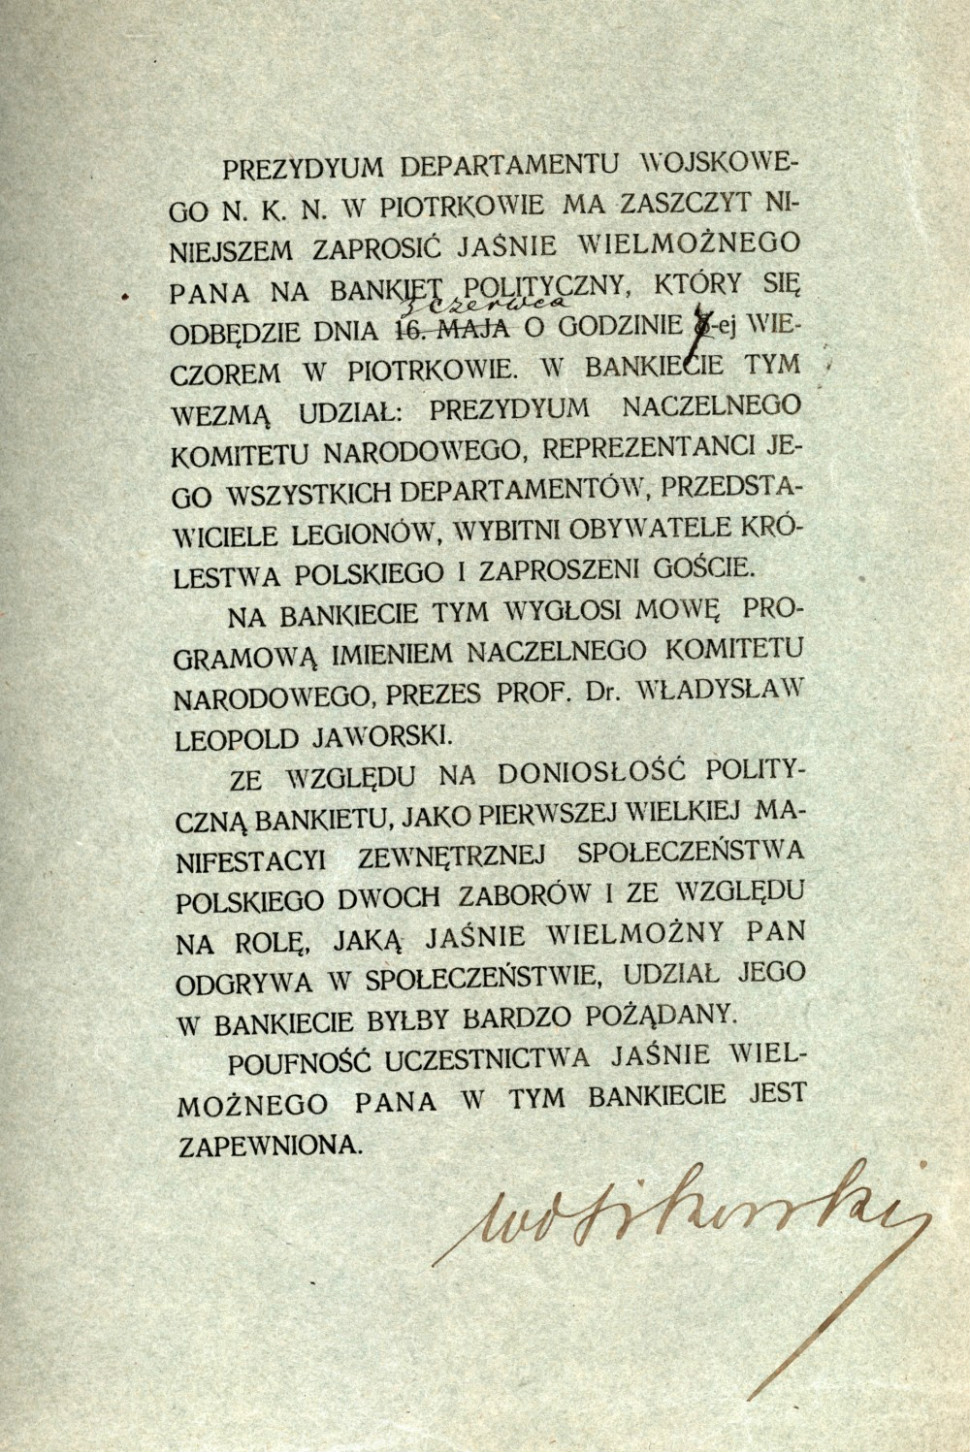 PREZYDYUM DEPARTAMENTU WOJSKOWE-
GO N. K. N. W PIOTRKOWIE MA ZASZCZYT NI-
NIEJSZEM ZAPROSIĆ JAŚNIE WIELMOŻNEGO
PANA NA BANKIET POLITYCZNY, KTÓRY SIĘ
3 czerwca
ODBĘDZIE DNIA 16. MAJA O GODZINIE -ej WIE-
CZOREM W PIOTRKOWIE. W BANKIECIE TYM
WEZMĄ UDZIAŁ: PREZYDYUM NACZELNEGO
KOMITETU NARODOWEGO, REPREZENTANCI JE-
GO WSZYSTKICH DEPARTAMENTÓW, PRZEDSTA-
WICIELE LEGIONÓW, WYBITNI OBYWATELE KRÓ-
LESTWA POLSKIEGO I ZAPROSZENI GOŚCIE.
NA BANKIECIE TYM WYGŁOSI MOWĘ PRO-
GRAMOWĄ IMIENIEM NACZELNEGO KOMITETU
NARODOWEGO, PREZES PROF. Dr. WŁADYSŁAW
LEOPOLD JAWORSKI.
ZE WZGLĘDU NA DONIOSŁOŚĆ POLITY-
CZNĄ BANKIETU, JAKO PIERWSZEJ WIELKIEJ MA-
NIFESTACYI ZEWNĘTRZNEJ SPOŁECZEŃSTWA
POLSKIEGO DWOCH ZABORÓW I ZE WZGLĘDU
NA ROLĘ, JAKĄ JAŚNIE WIELMOŻNY PAN
ODGRYWA W SPOŁECZEŃSTWIE, UDZIAŁ JEGO
W BANKIECIE BYŁBY BARDZO POŻĄDANY.
POUFNOŚĆ UCZESTNICTWA JAŚNIE WIEL-
MOŻNEGO PANA W TYM BANKIECIE JEST
ZAPEWNIONA.